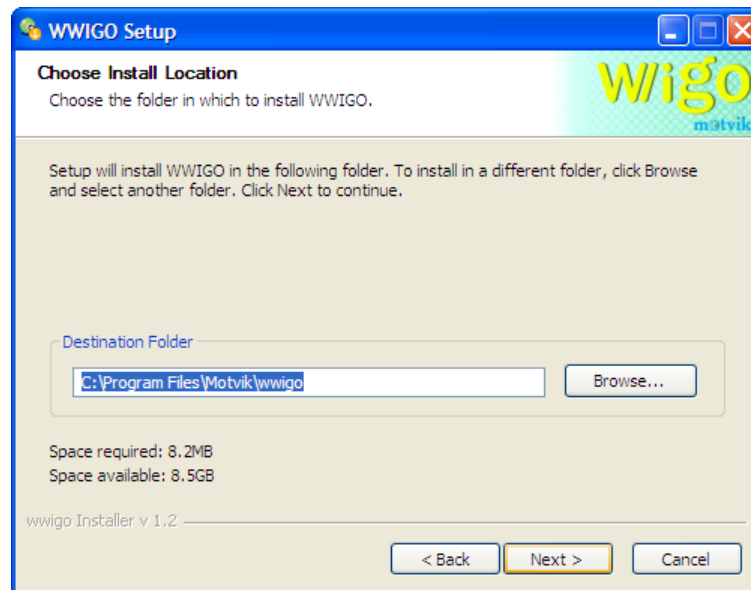 WWIGO Setup
Choose Install Location
Choose the folder in which to install WWIGO.
Wigo
motvik
Setup will install WWIGO in the following folder. To install in a different folder, click Browse
and select another folder. Click Next to continue.
Destination Folder
C:\Program Files\Motvik\wwigo
Browse...
Space required: 8.2MB
Space available: 8.5GB
wwigo Installer v 1.2
< Back
Next >
Cancel